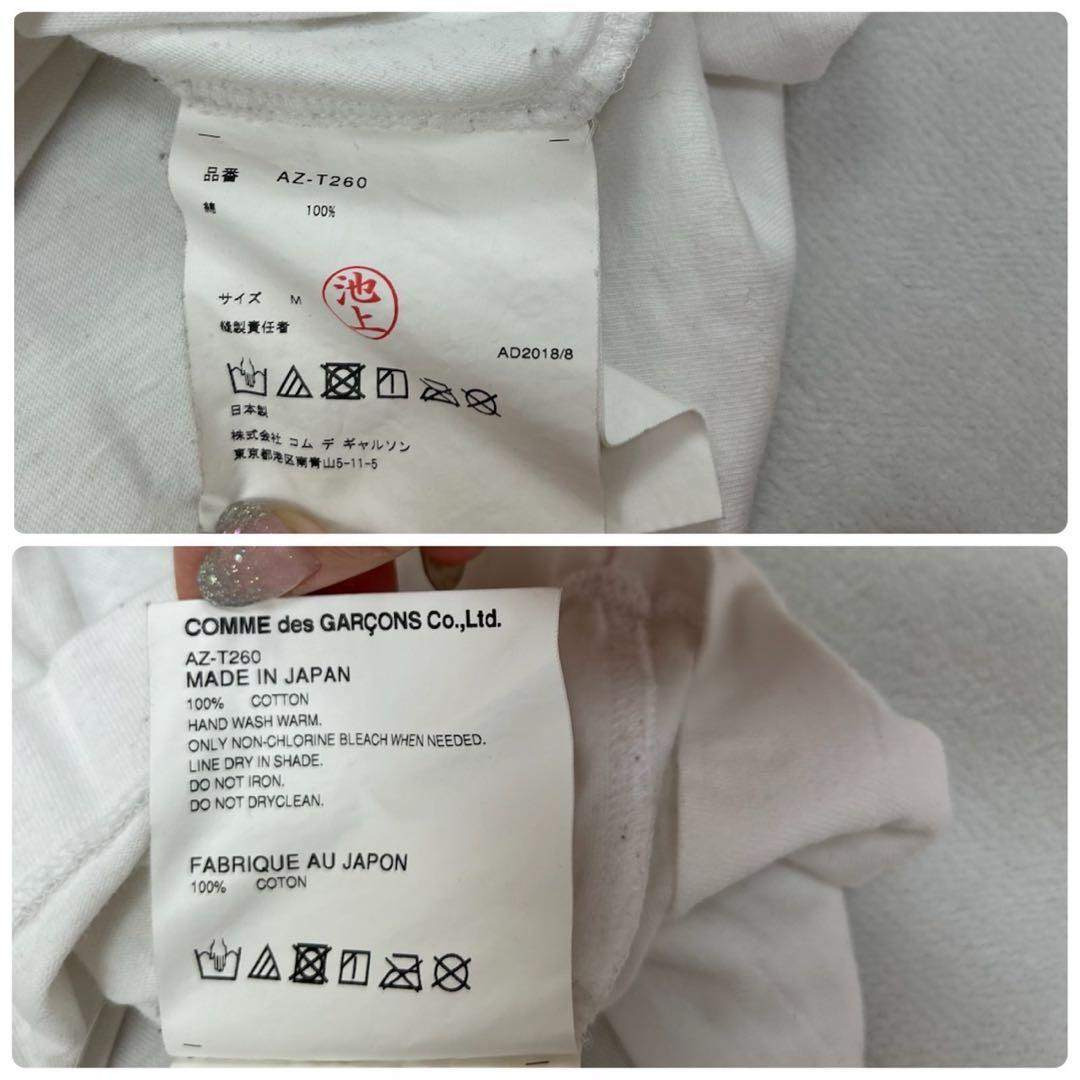 品番 AZ-T260
綿 100%
サイズ M
池上
縫製責任者
AD2018/8
日本製
株式会社 コム デ ギャルソン
東京都港区南青山5-11-5
COMME des GARÇONS Co.,Ltd.
AZ-T260
MADE IN JAPAN
100% COTTON
HAND WASH WARM.
ONLY NON-CHLORINE BLEACH WHEN NEEDED.
LINE DRY IN SHADE.
DO NOT IRON.
DO NOT DRYCLEAN.
FABRIQUE AU JAPON
100% COTON